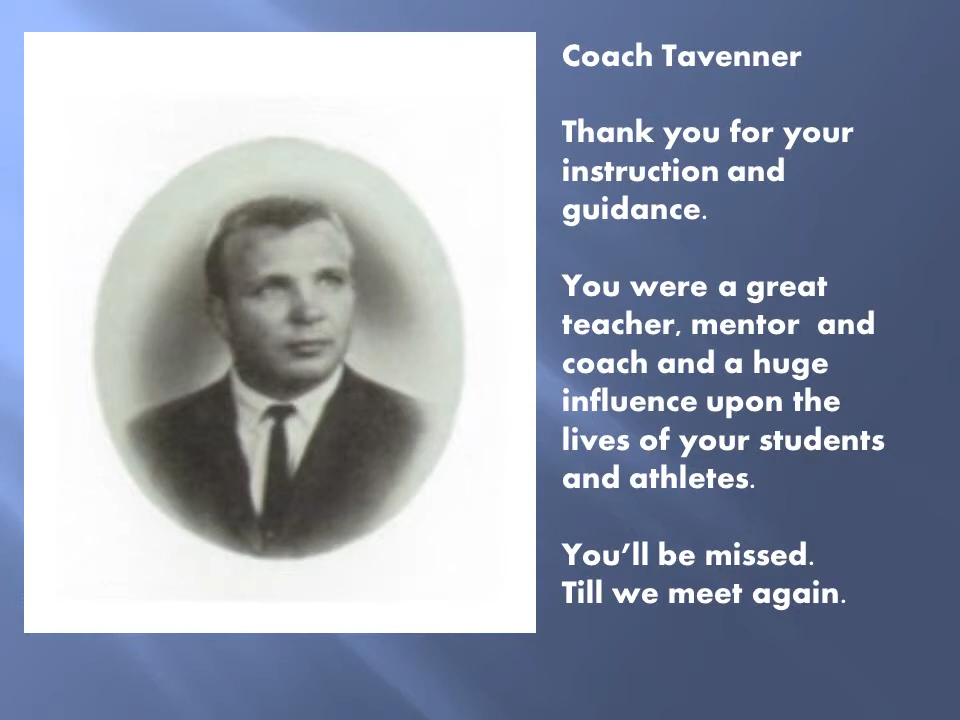 Coach Tavenner
Thank you for your
instruction and
guidance.
You were a great
teacher, mentor  and
coach and a huge
influence upon the
lives of your students
and athletes.
You’ll be missed.
Till we meet again.